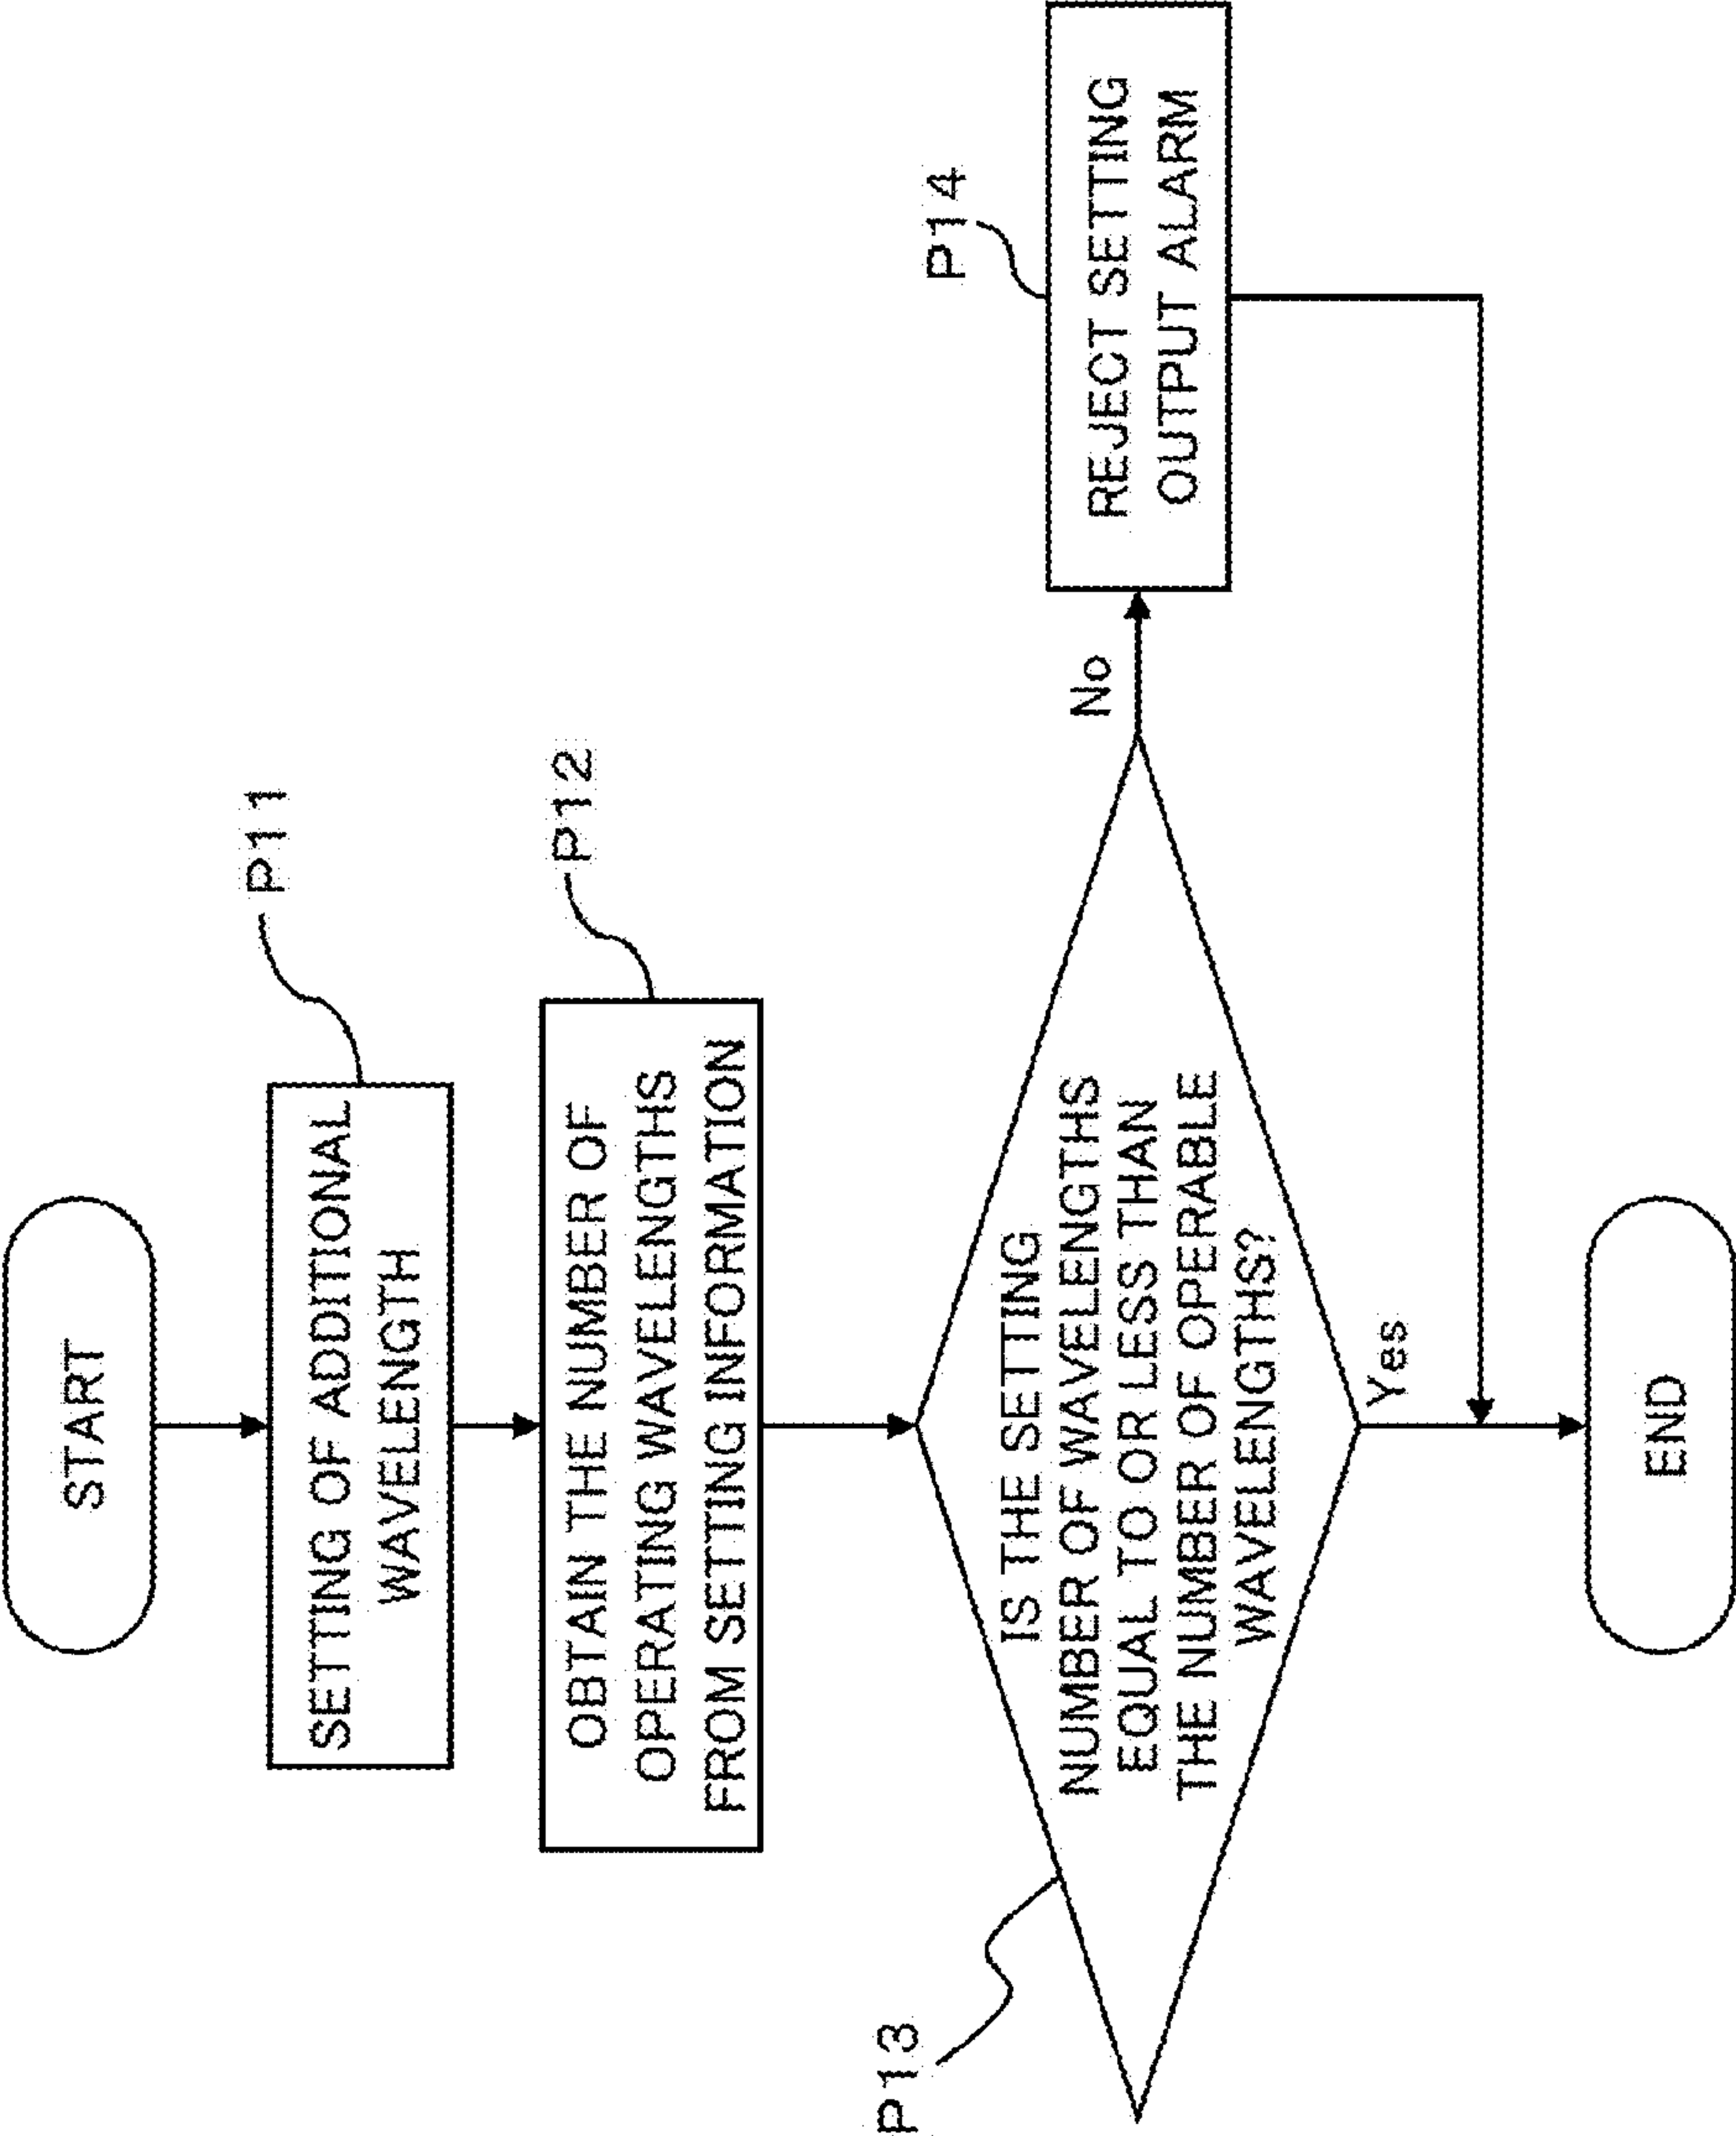 START
P11
SETTING OF ADDITIONAL
WAVELENGTH
P12
OBTAIN THE NUMBER OF
OPERATING WAVELENGTHS
FROM SETTING INFORMATION
P13
IS THE SETTING
NUMBER OF WAVELENGTHS
EQUAL TO OR LESS THAN
THE NUMBER OF OPERABLE
WAVELENGTHS?
No
P14
REJECT SETTING
OUTPUT ALARM
Yes
END